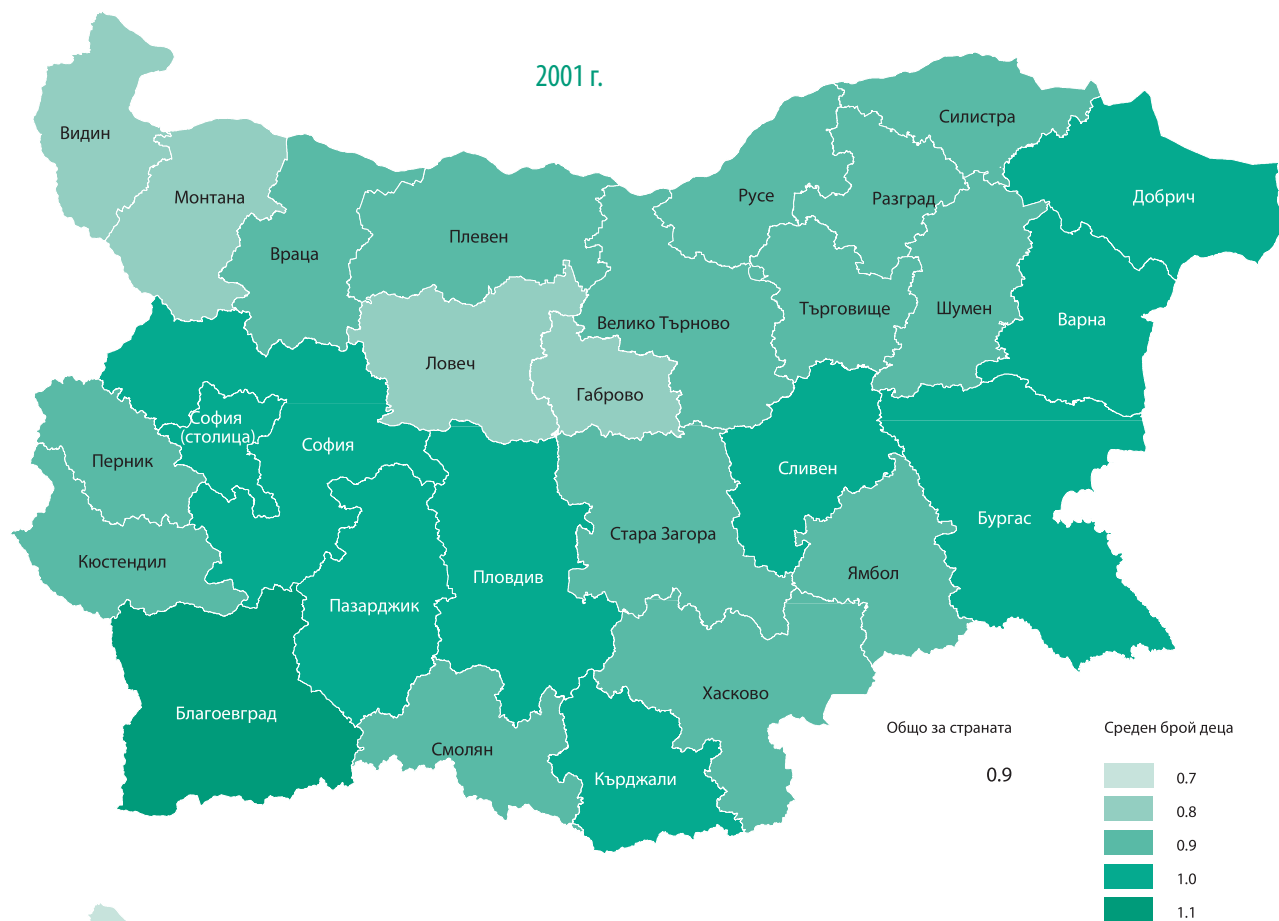 2001 г.
Видин
Монтана
Враца
Плевен
Русе
Силистра
Разград
Добрич
Велико Търново
Търговище
Шумен
Варна
Ловеч
Габрово
София
(столица)
София
Перник
Кюстендил
Сливен
Стара Загора
Бургас
Ямбол
Пловдив
Пазарджик
Благоевград
Хасково
Смолян
Кърджали
Общо за страната
0.9
Среден брой деца
0.7
0.8
0.9
1.0
1.1